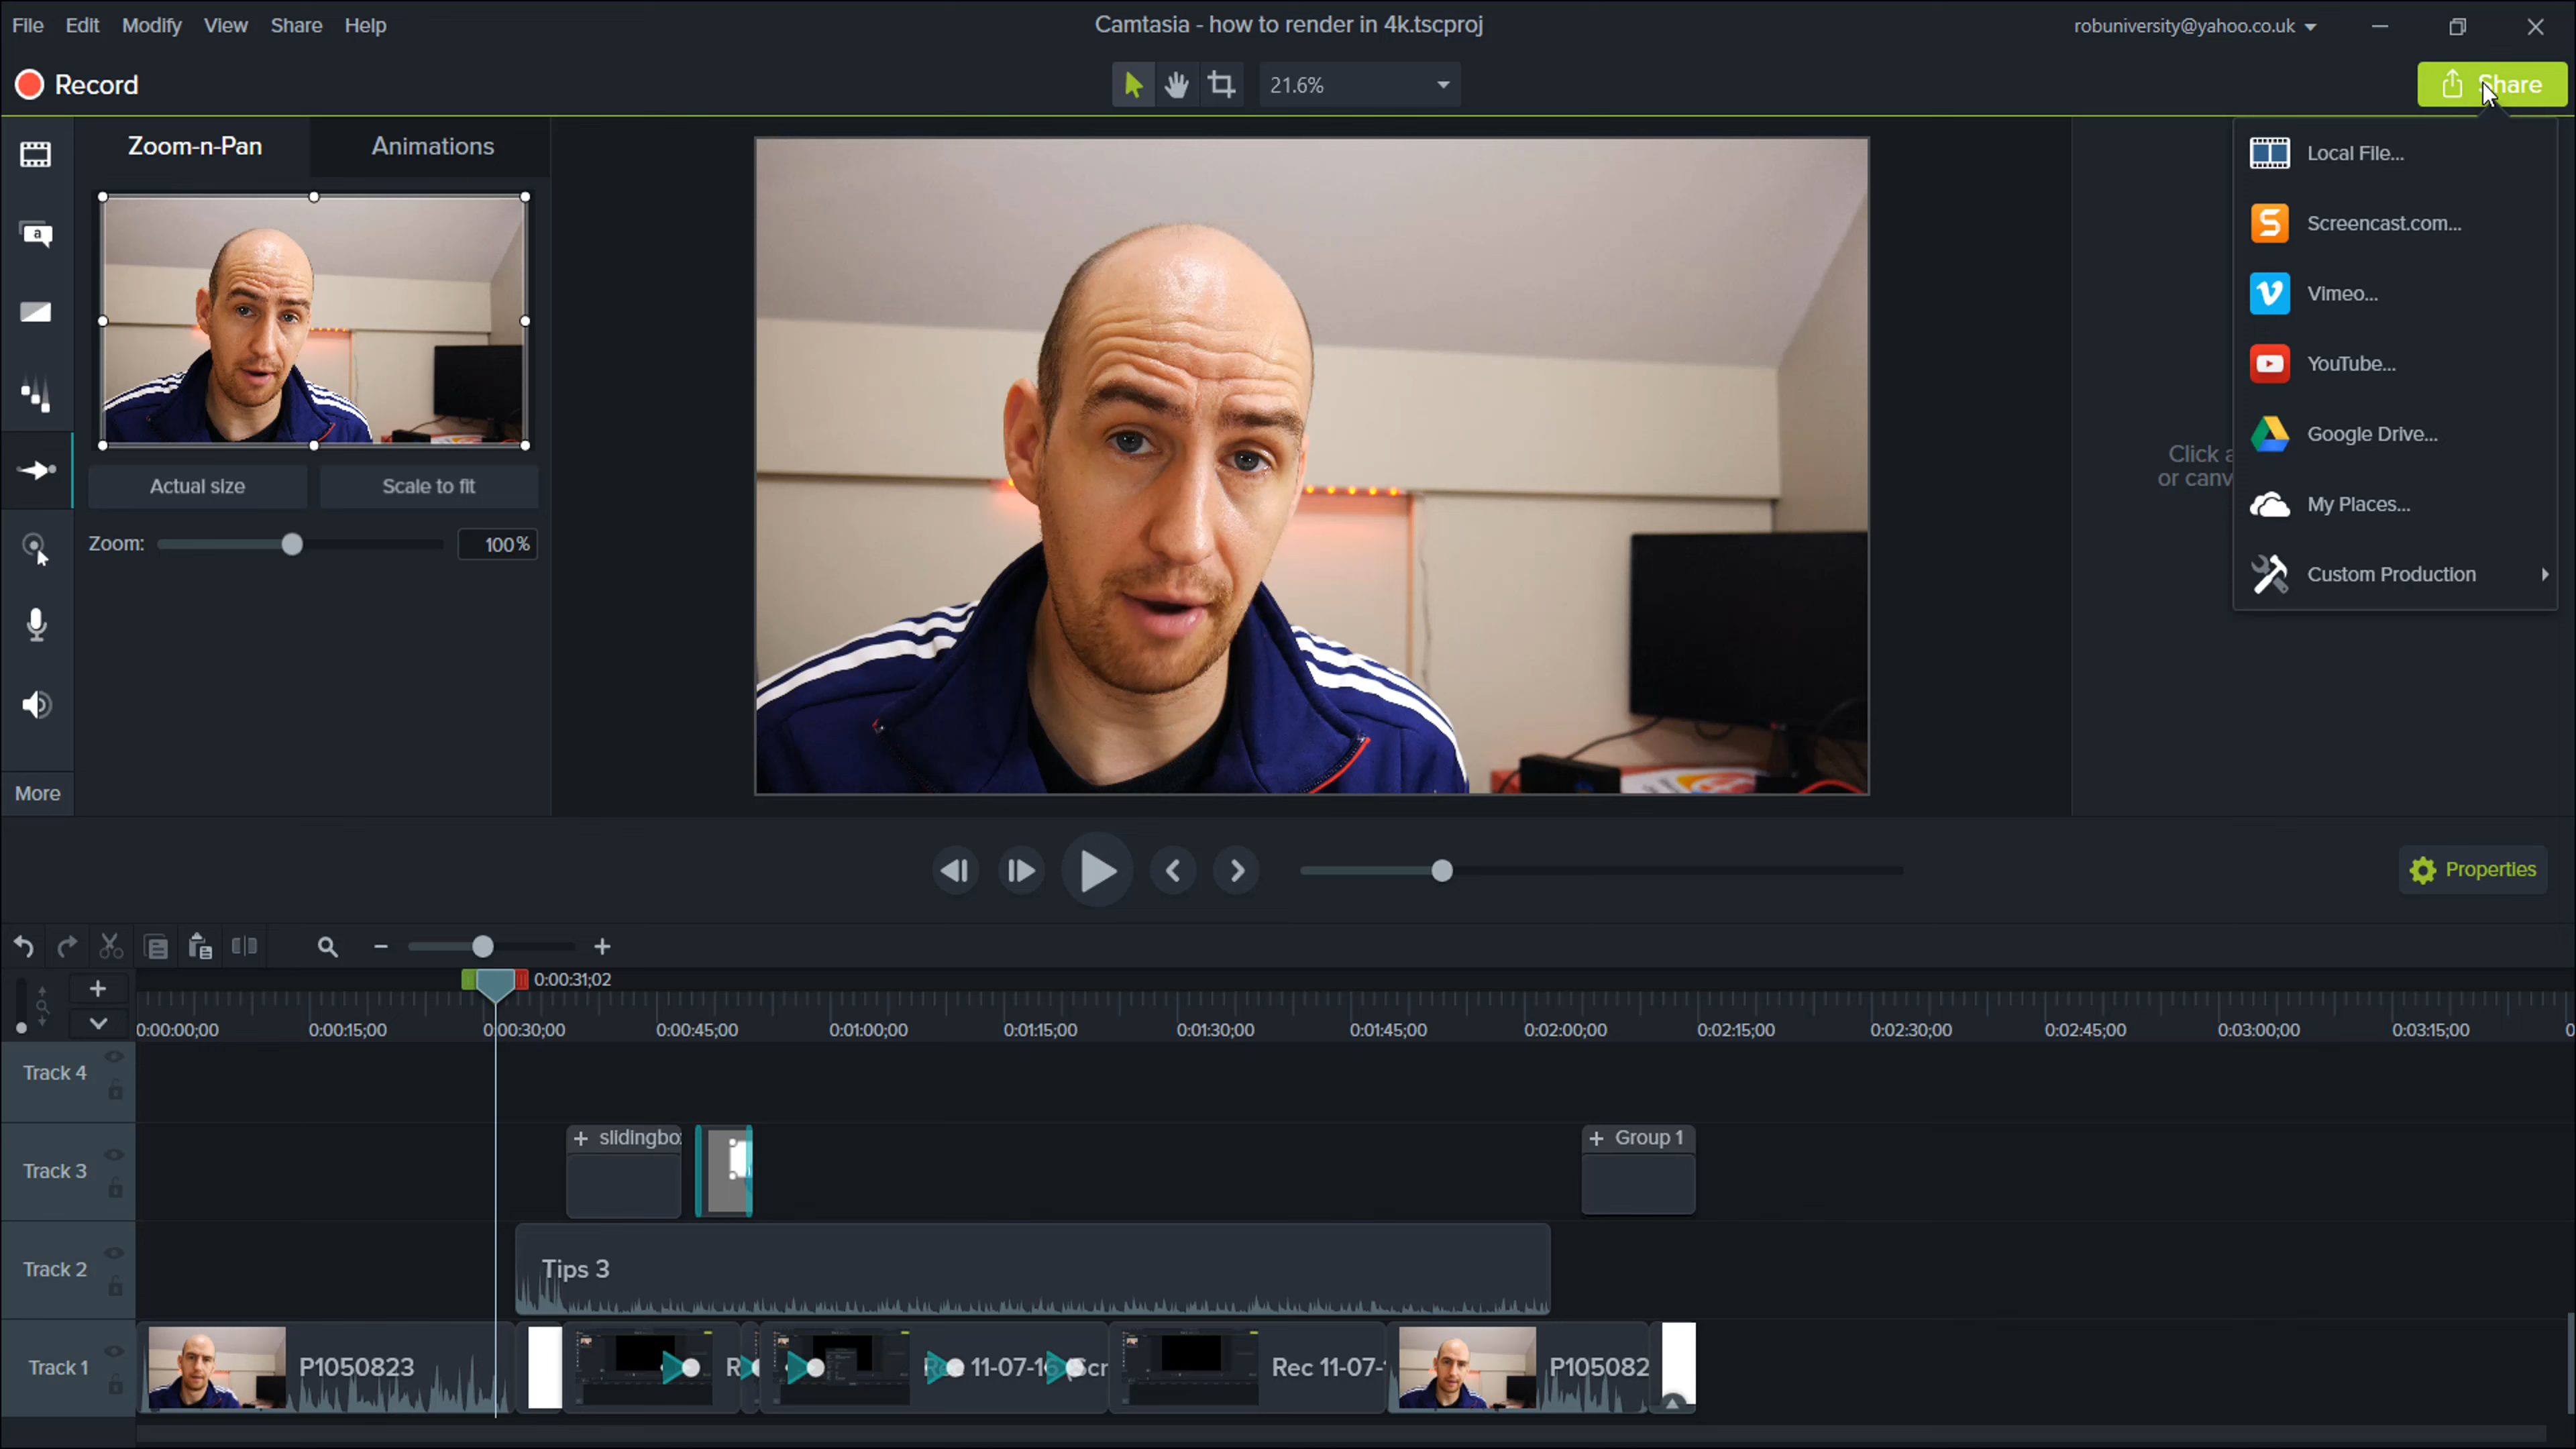 File Edit Modify View Share Help
Camtasia - how to render in 4k.tscproj
robuniversity@yahoo.co.uk
Record
21.6%
Share
Zoom-n-Pan
Animations
Local File...
Screencast.com...
Vimeo...
YouTube...
Google Drive...
My Places...
Custom Production
Click
or
Actual size
Scale to fit
Zoom:
100%
a
More
Properties
0:00:31;02
0:00:00;00 0:00:15;00 0:00:30;00 0:00:45;00 0:01:00;00 0:01:15;00 0:01:30;00 0:01:45;00 0:02:00;00 0:02:15;00 0:02:30;00 0:02:45;00 0:03:00;00 0:03:15;00
Track 4
Track 3
+ slidingbo
+ Group 1
Track 2
Tips 3
Track 1
P1050823
11-07-16
Rec 11-07-
P105082